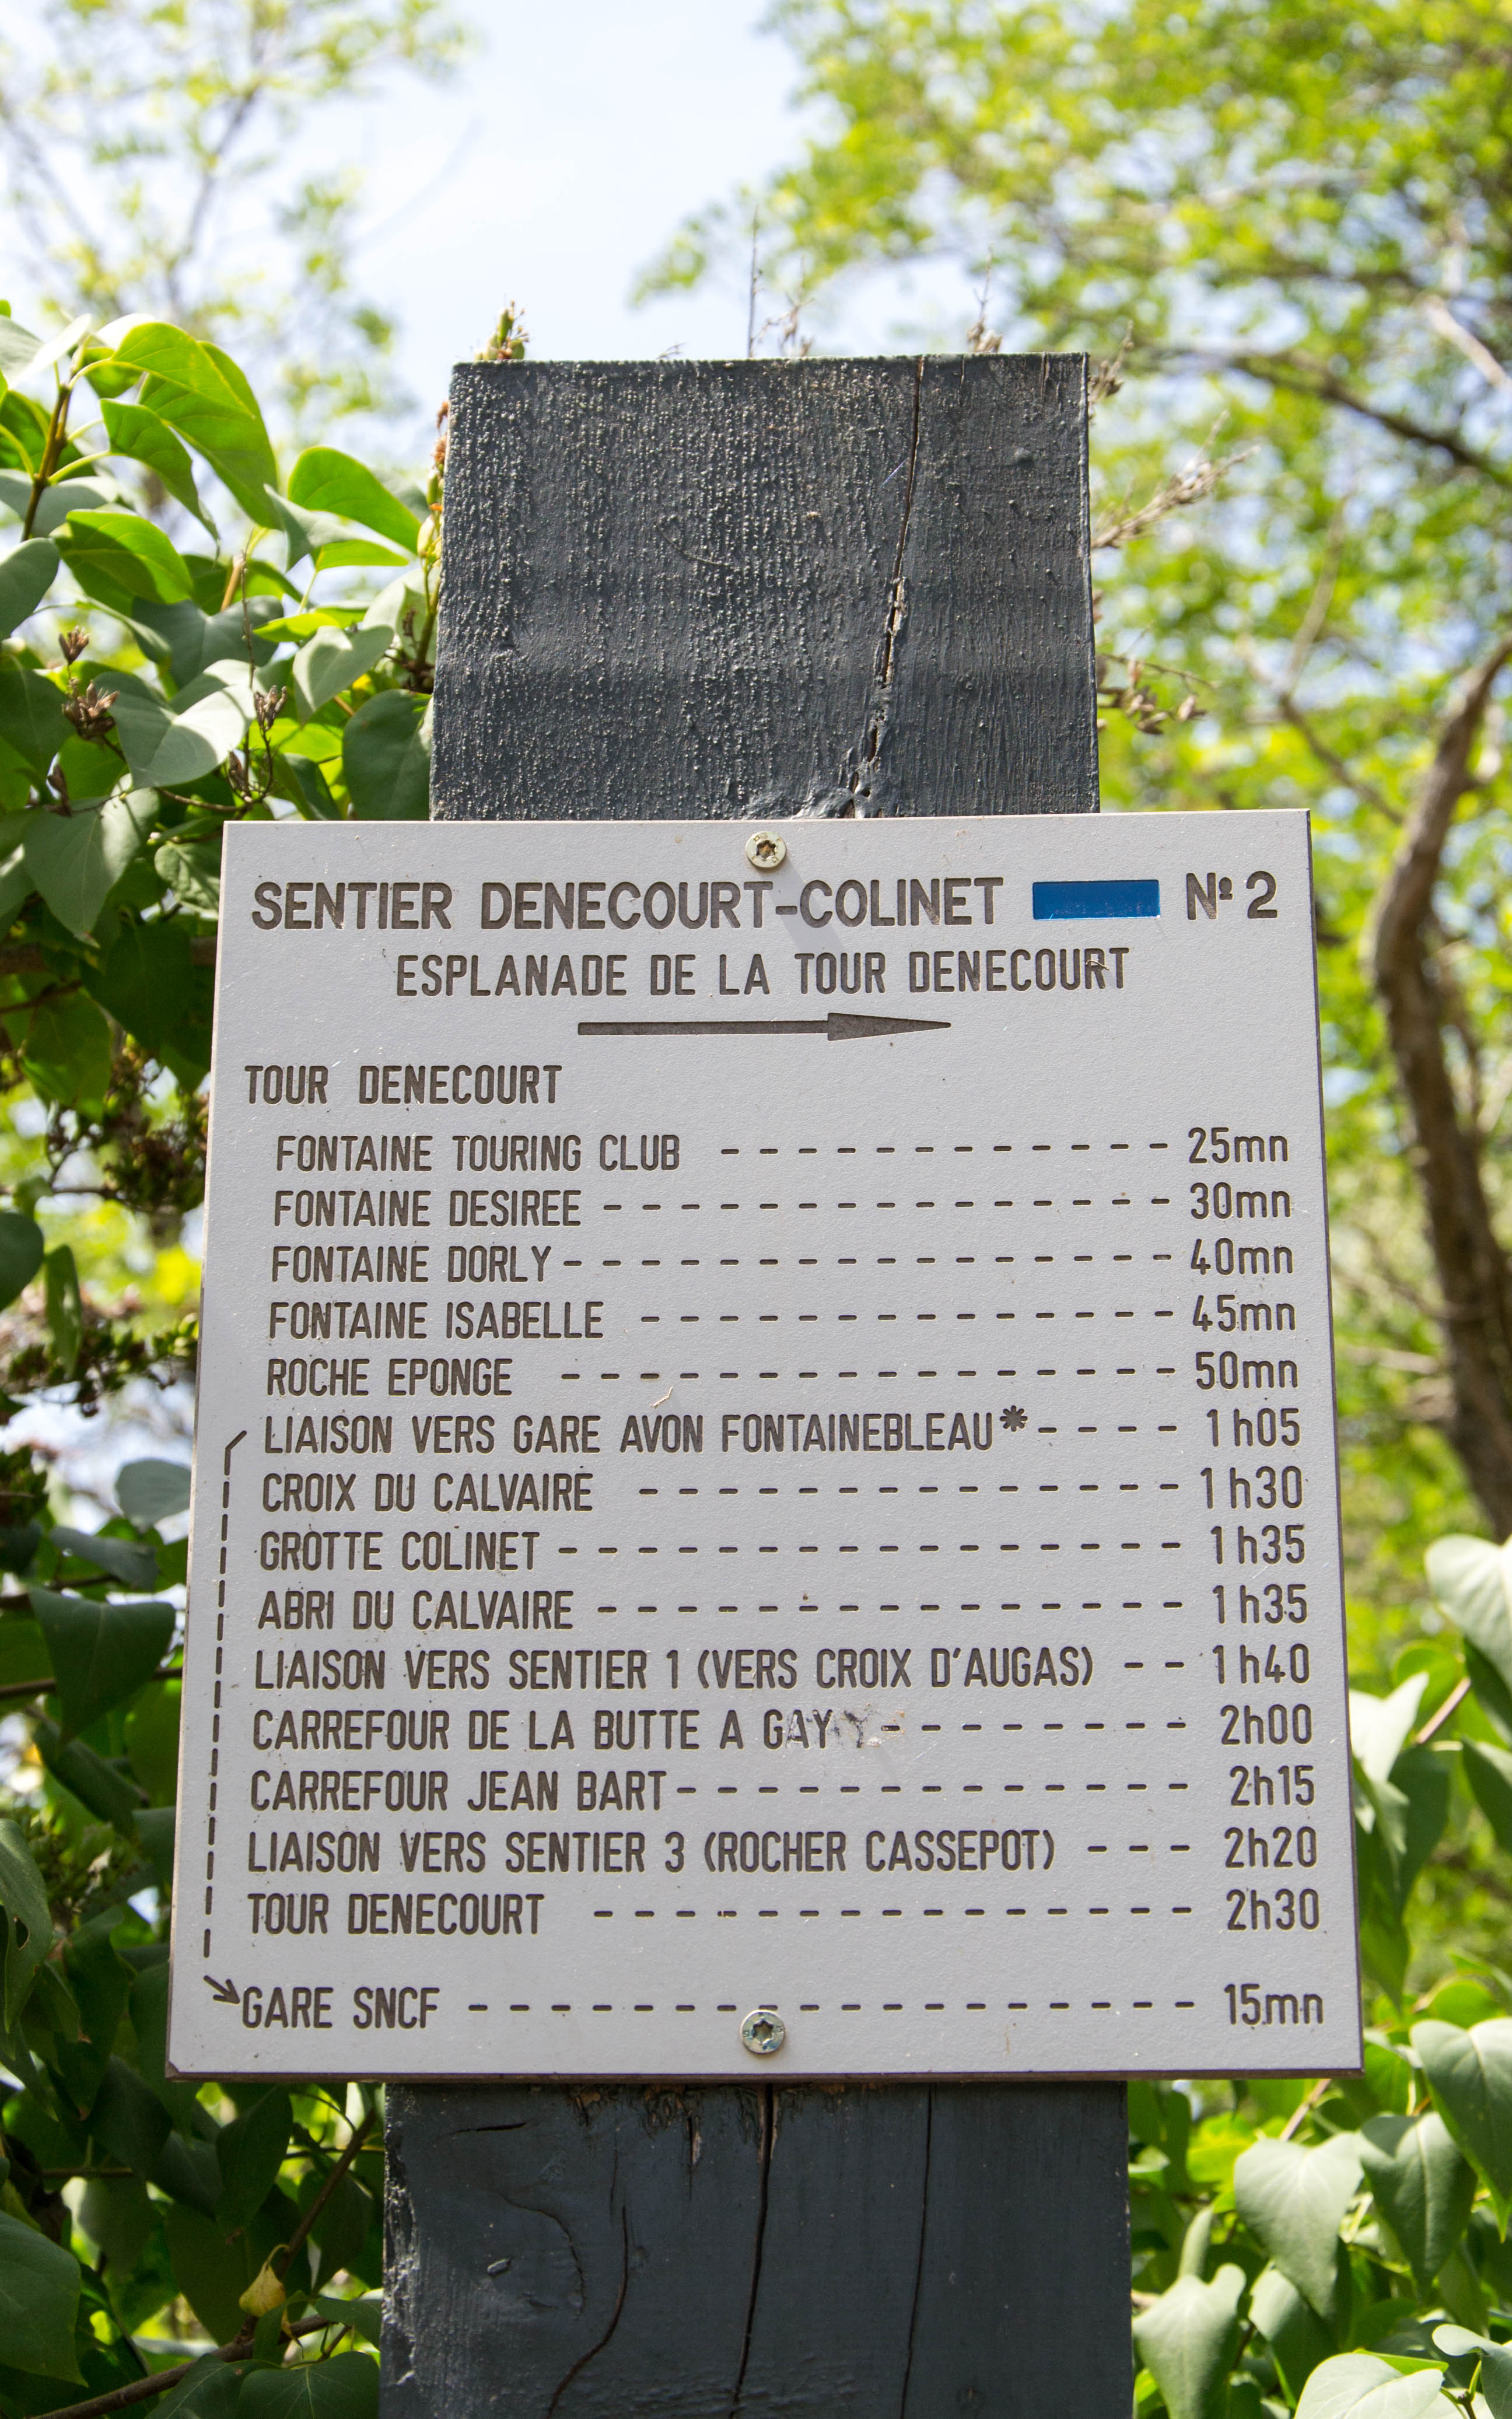 SENTIER DENECOURT-COLINET Nº 2
ESPLANADE DE LA TOUR DENECOURT
TOUR DENECOURT
FONTAINE TOURING CLUB ------------ 25mn
FONTAINE DESIREE --------------- 30mn
FONTAINE DORLY ---------------- 40mn
FONTAINE ISABELLE -------------- 45mn
ROCHE EPONGE ---------------- 50mn
LIAISON VERS GARE AVON FONTAINEBLEAU* ---- 1h05
CROIX DU CALVAIRE -------------- 1h30
GROTTE COLINET ---------------- 1h35
ABRI DU CALVAIRE --------------- 1h35
LIAISON VERS SENTIER 1 (VERS CROIX D'AUGAS) -- 1h40
CARREFOUR DE LA BUTTE A GAY -------- 2h00
CARREFOUR JEAN BART ------------- 2h15
LIAISON VERS SENTIER 3 (ROCHER CASSEPOT) --- 2h20
TOUR DENECOURT --------------- 2h30
GARE SNCF ------------------- 15mn